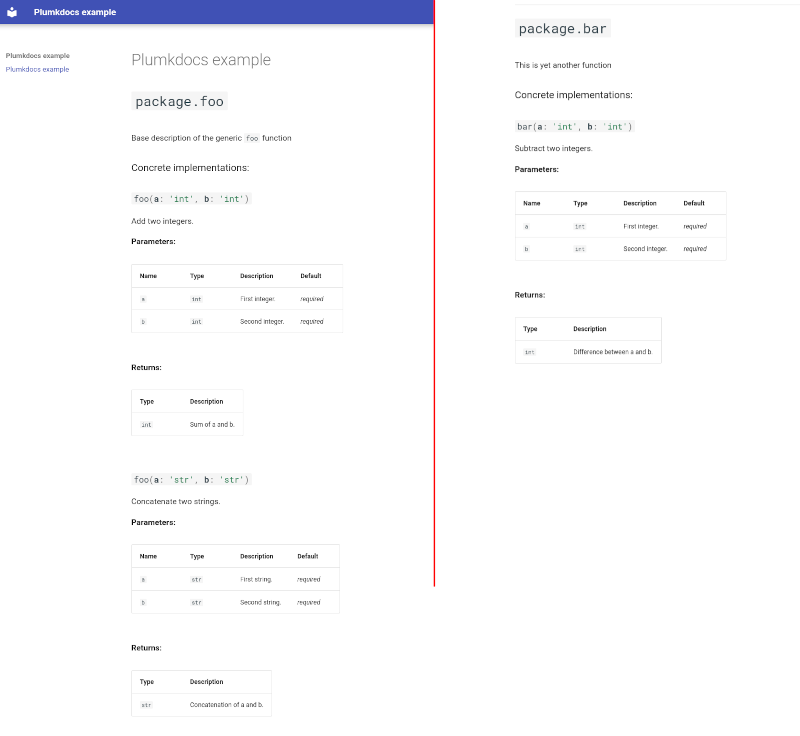 Plumkdocs example
Plumkdocs example
Plumkdocs example
Plumkdocs example
package.foo
Base description of the generic foo function
Concrete implementations:
foo(a: 'int', b: 'int')
Add two integers.
Parameters:
Name Type Description Default
a int First integer. required
b int Second integer. required
Returns:
Type Description
int Sum of a and b.
foo(a: 'str', b: 'str')
Concatenate two strings.
Parameters:
Name Type Description Default
a str First string. required
b str Second string. required
Returns:
Type Description
str Concatenation of a and b.
package.bar
This is yet another function
Concrete implementations:
bar(a: 'int', b: 'int')
Subtract two integers.
Parameters:
Name Type Description Default
a int First integer. required
b int Second integer. required
Returns:
Type Description
int Difference between a and b